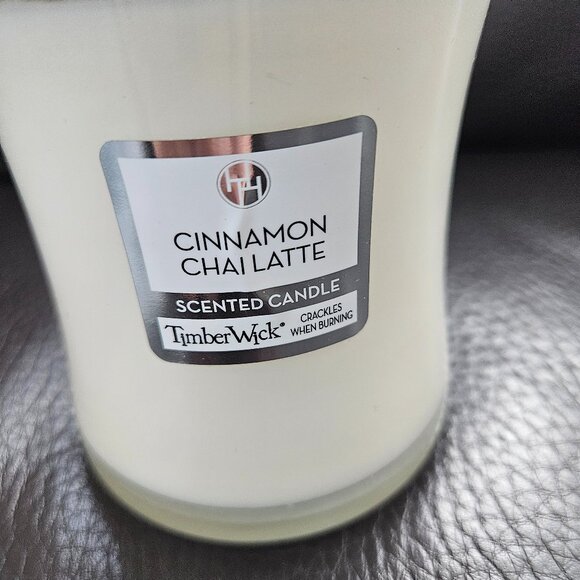 HH
CINNAMON
CHAI LATTE
SCENTED CANDLE
TimberWick® CRACKLES
WHEN BURNING